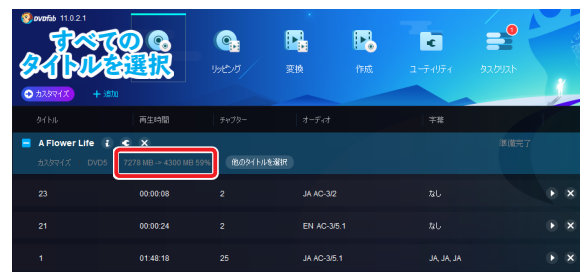 DVDFab 11.0.2.1
すべての
タイトルを選択
リッピング
変換
作成
ユーティリティ
タスクリスト
カスタマイズ
+ 追加
タイトル 再生時間 チャプター オーディオ 字幕
A Flower Life
準備完了
カスタマイズ DVD5 7278 MB -> 4300 MB 59% 他のタイトルを選択
23 00:00:08 2 JA AC-3/2 なし
21 00:00:24 2 EN AC-3/5.1 なし
1 01:48:18 25 JA AC-3/5.1 JA, JA, JA